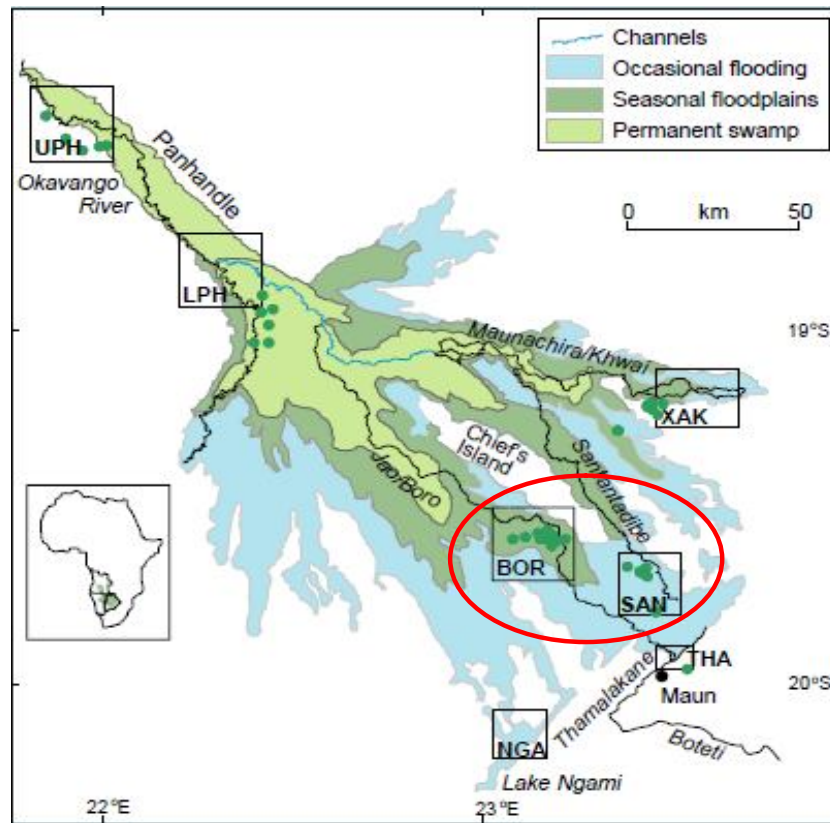 Channels
Occasional flooding
Seasonal floodplains
Permanent swamp
UPH
Okavango
River
Panhandle
0 km 50
LPH
19°S
Maunachira/Khwai
XAK
Chief's
Island
Santantadibe
Jao/Boro
BOR
SAN
THA
Maun
Thamalakane
20°S
Boteti
NGA
Lake Ngami
22°E
23°E